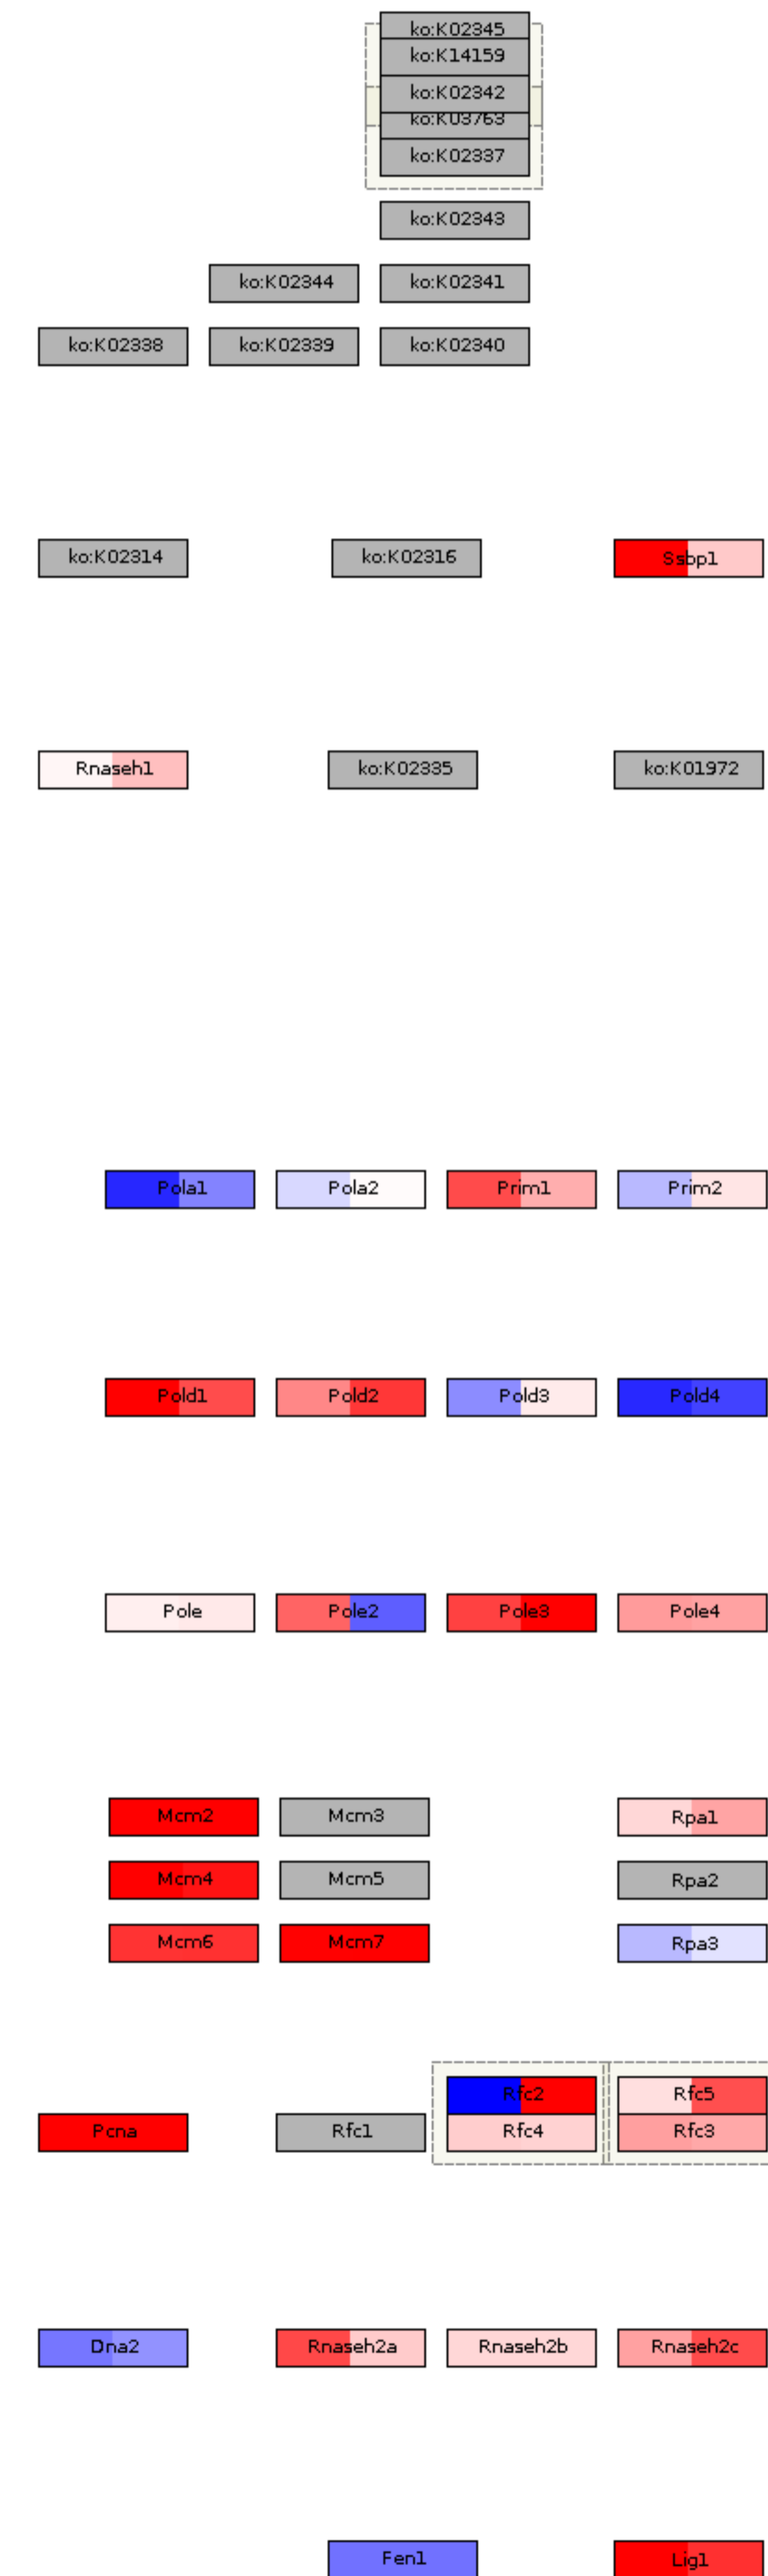 ko:K02345
ko:K14159
ko:K02342
ko:K03763
ko:K02337
ko:K02343
ko:K02344 ko:K02341
ko:K02338 ko:K02339 ko:K02340
ko:K02314 ko:K02316 Ssbp1
Rnaseh1 ko:K02335 ko:K01972
Pola1 Pola2 Prim1 Prim2
Pold1 Pold2 Pold3 Pold4
Pole Pole2 Pole3 Pole4
Mcm2 Mcm3 Rpa1
Mcm4 Mcm5 Rpa2
Mcm6 Mcm7 Rpa3
Rfc2 Rfc5
Pcna Rfc1 Rfc4 Rfc3
Dna2 Rnaseh2a Rnaseh2b Rnaseh2c
Fen1 Lig1